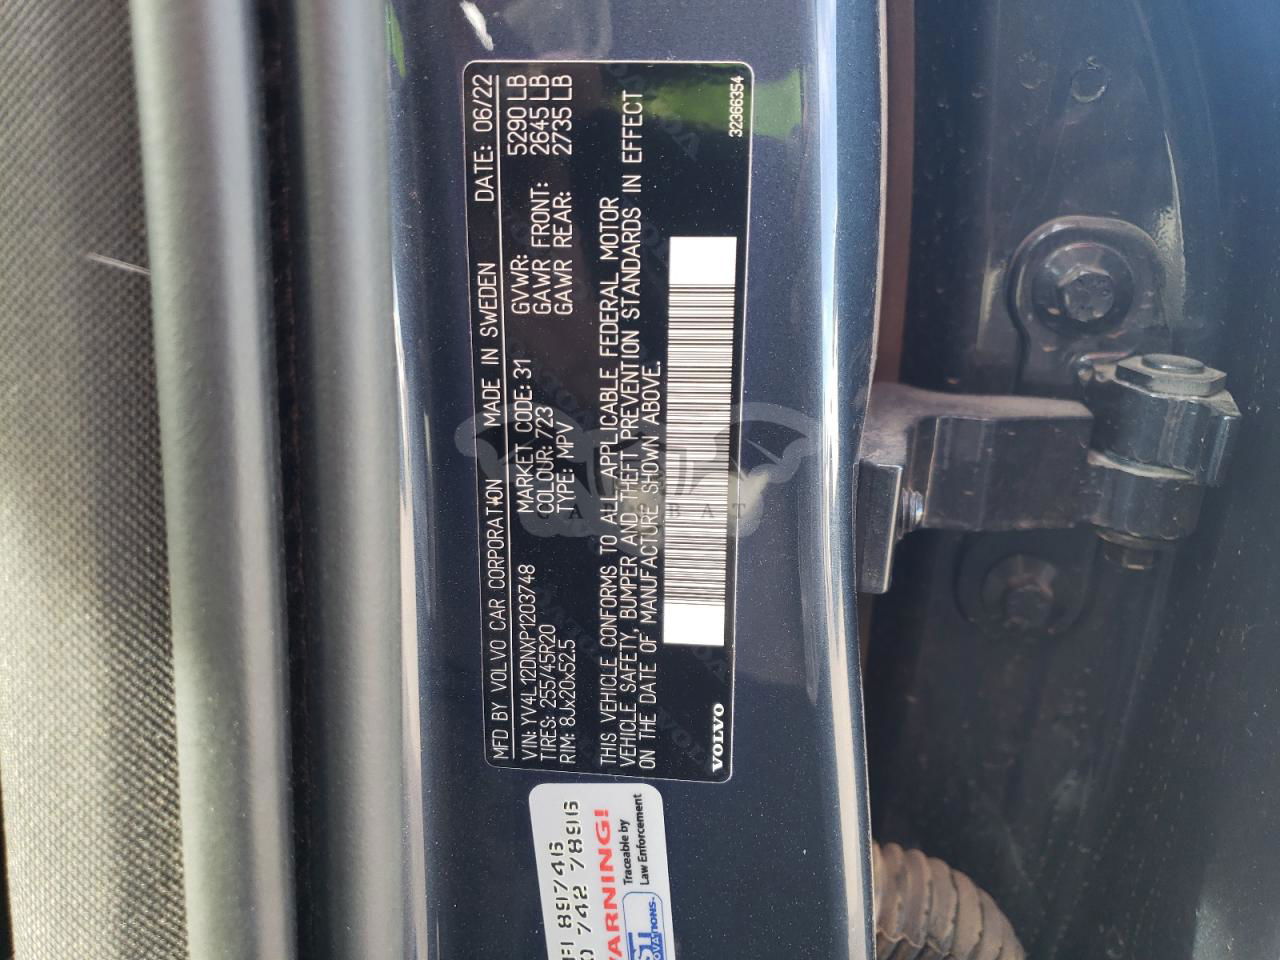 MFD BY VOLVO CAR CORPORATION MADE IN SWEDEN DATE: 06/22
VIN: YV4L12DNXP1203748 MARKET CODE: 31 GVWR: 5290 LB
TIRES: 255/45R20 COLOUR: 723 GAWR FRONT: 2645 LB
RIM: 8Jx20x52.5 TYPE: MPV GAWR REAR: 2735 LB
THIS VEHICLE CONFORMS TO ALL APPLICABLE FEDERAL MOTOR
VEHICLE SAFETY, BUMPER AND THEFT PREVENTION STANDARDS IN EFFECT
ON THE DATE OF MANUFACTURE SHOWN ABOVE.
VOLVO 32366354
89746
742 7896
WARNING!
Traceable by
Law Enforcement